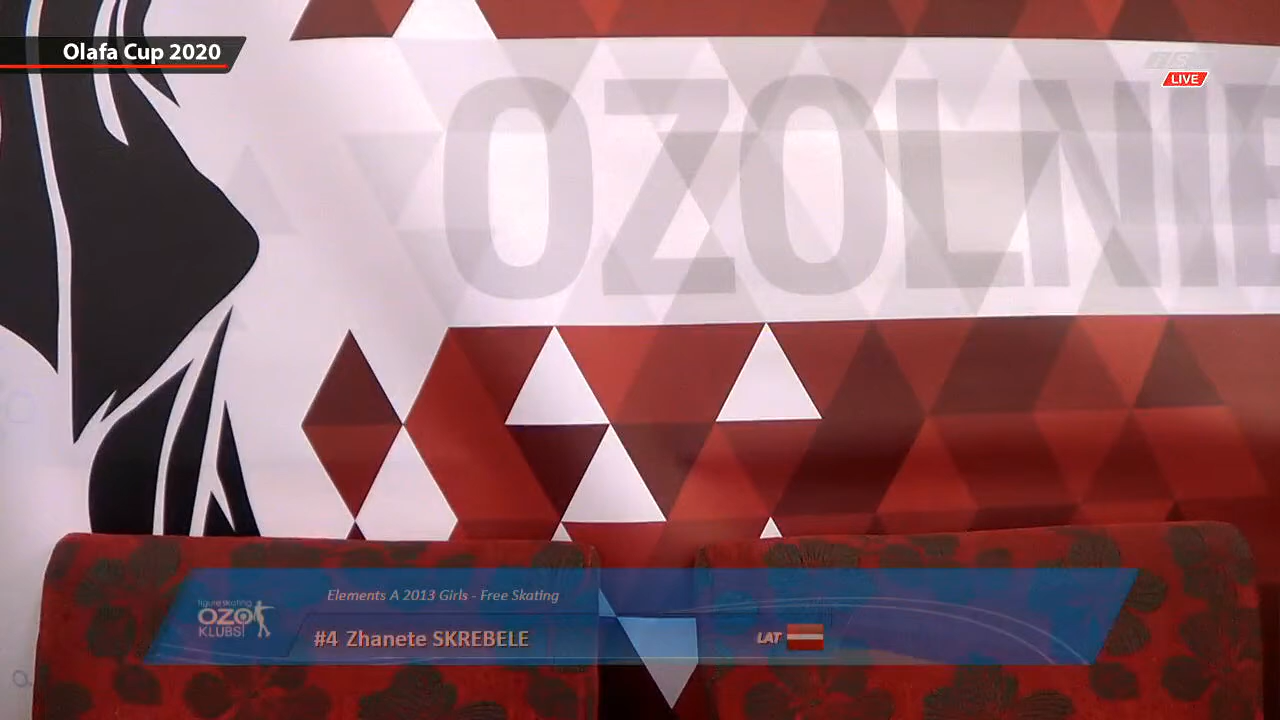 Olafa Cup 2020
LIVE
OZOLNIE
figure skating
OZO
KLUBS!
Elements A 2013 Girls - Free Skating
#4 Zhanete SKREBELE
LAT